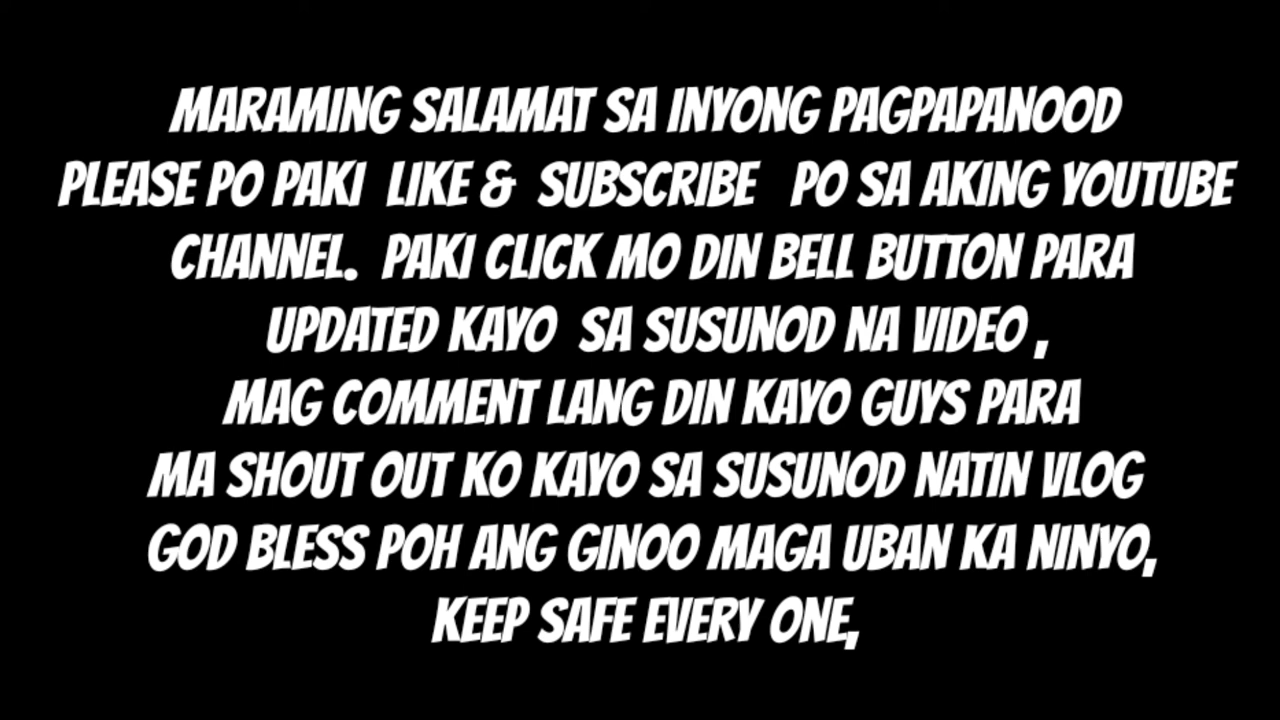 MARAMING SALAMAT SA INYONG PAGPAPANOOD
PLEASE PO PAKI LIKE & SUBSCRIBE PO SA AKING YOUTUBE
CHANNEL. PAKI CLICK MO DIN BELL BUTTON PARA
UPDATED KAYO SA SUSUNOD NA VIDEO ,
MAG COMMENT LANG DIN KAYO GUYS PARA
MA SHOUT OUT KO KAYO SA SUSUNOD NATIN VLOG
GOD BLESS POH ANG GINOO MAGA UBAN KA NINYO,
KEEP SAFE EVERY ONE,